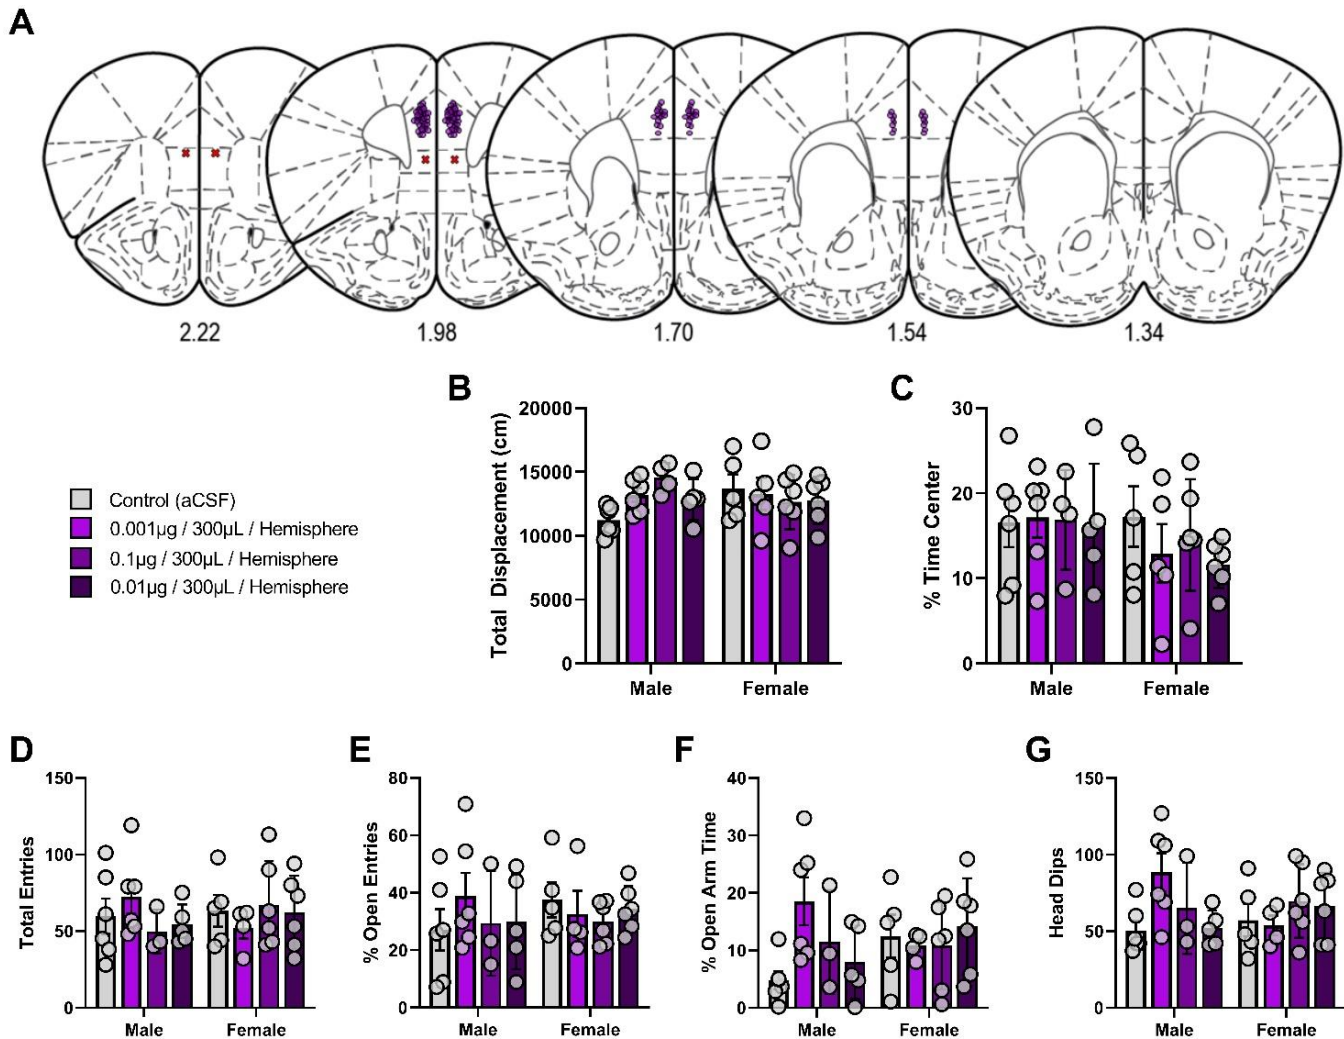 A
2.22 1.98 1.70 1.54 1.34
Control (aCSF)
0.001µg / 300µL / Hemisphere
0.1µg / 300µL / Hemisphere
0.01µg / 300µL / Hemisphere
B
Total Displacement (cm)
20000
15000
10000
5000
0
Male Female
C
% Time Center
30
20
10
0
Male Female
D
Total Entries
150
100
50
0
Male Female
E
% Open Entries
80
60
40
20
0
Male Female
F
% Open Arm Time
40
30
20
10
0
Male Female
G
Head Dips
150
100
50
0
Male Female